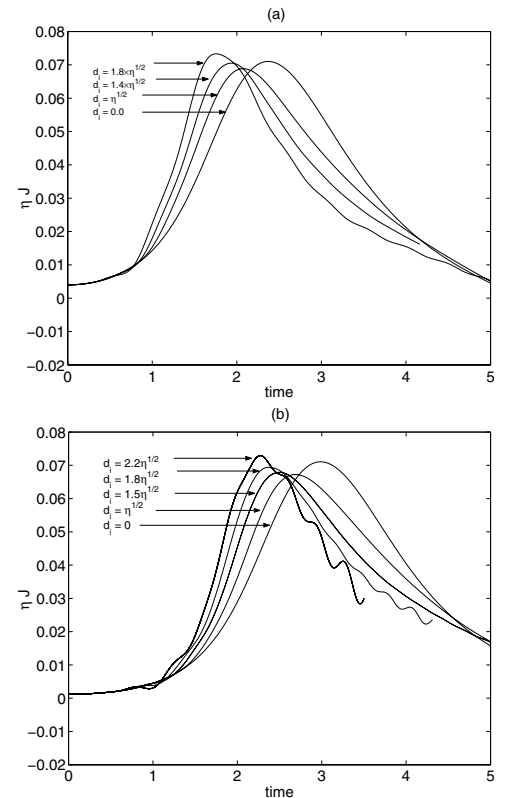 (a)
0.08
0.07
0.06
0.05
0.04
0.03
0.02
0.01
0
−0.01
−0.02
η J
d_i = 1.8×η^1/2
d_i = 1.4×η^1/2
d_i = η^1/2
d_i = 0.0
0 1 2 3 4 5
time
(b)
0.08
0.07
0.06
0.05
0.04
0.03
0.02
0.01
0
−0.01
−0.02
η J
d_i = 2.2η^1/2
d_i = 1.8η^1/2
d_i = 1.5η^1/2
d_i = η^1/2
d_i = 0
0 1 2 3 4 5
time